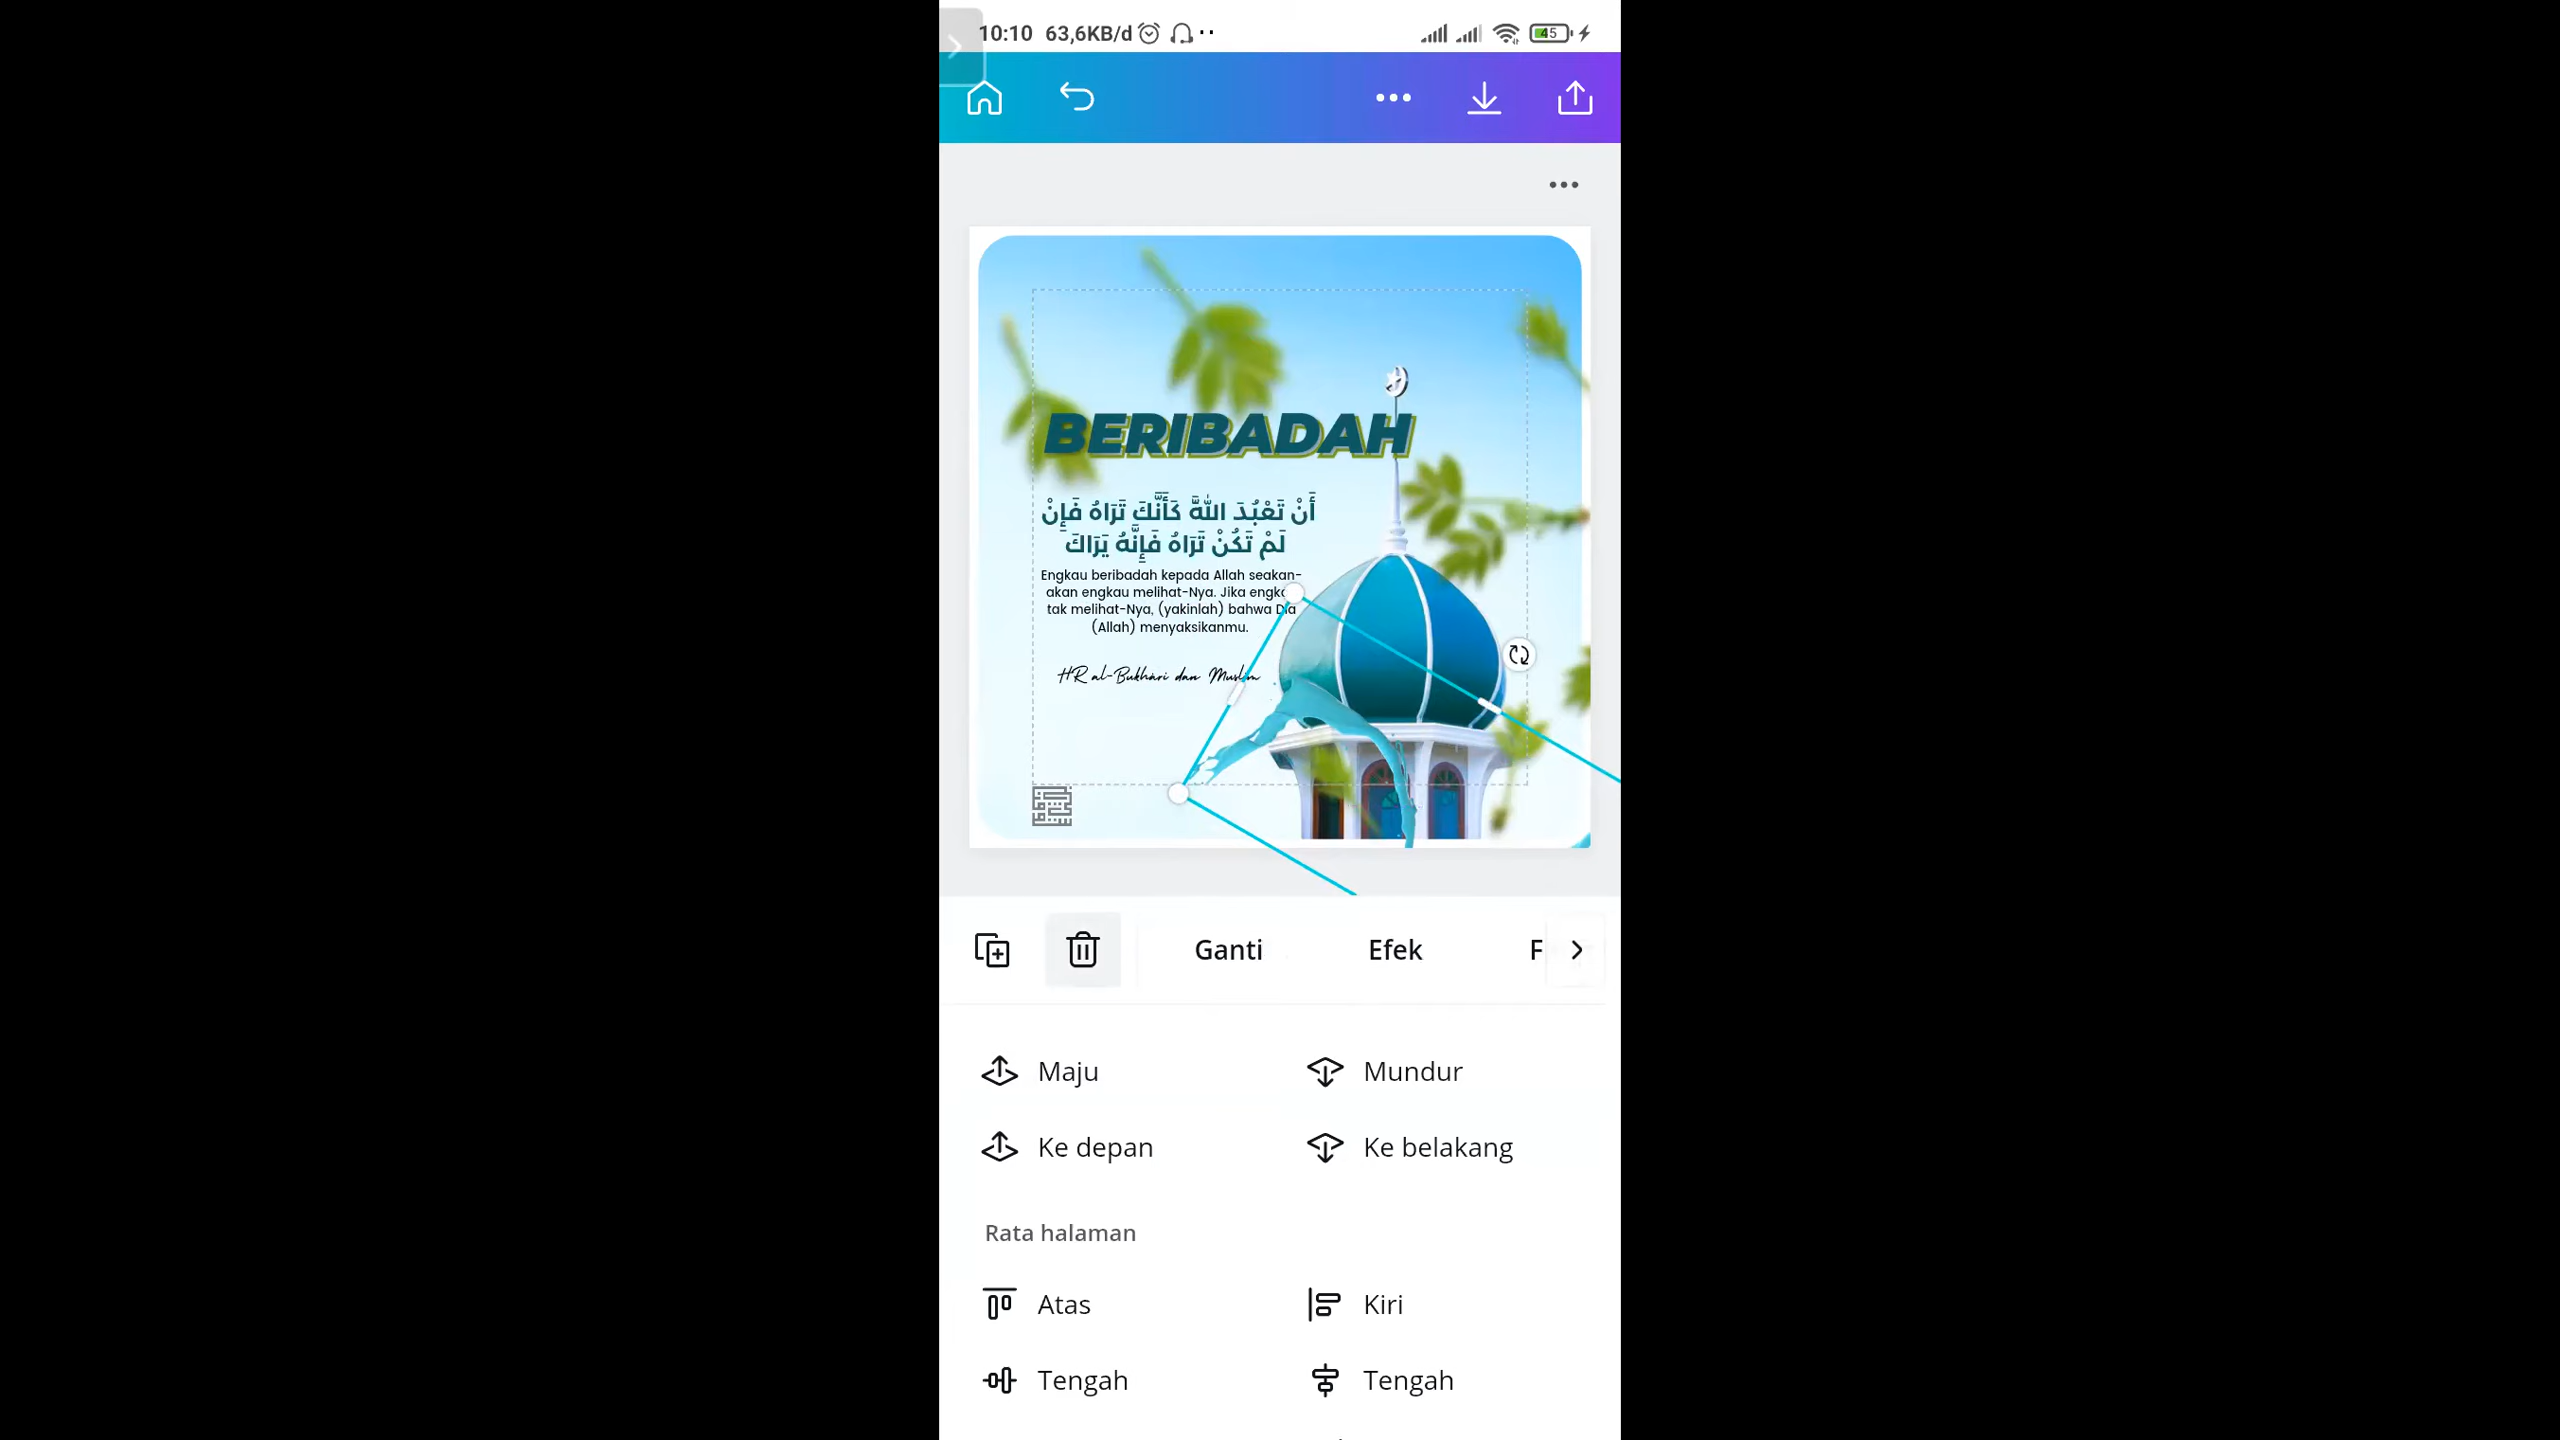 10:10 63,6KB/d
45
BERIBADAH
أَنْ تَعْبُدَ اللَّهَ كَأَنَّكَ تَرَاهُ فَإِنْ
لَمْ تَكُنْ تَرَاهُ فَإِنَّهُ يَرَاكَ
Engkau beribadah kepada Allah seakan-
akan engkau melihat-Nya. Jika engka
tak melihat-Nya, (yakinlah) bahwa Dia
(Allah) menyaksikanmu.
HR al-Bukhari dan Muslim
Ganti Efek F
Maju Mundur
Ke depan Ke belakang
Rata halaman
Atas Kiri
Tengah Tengah